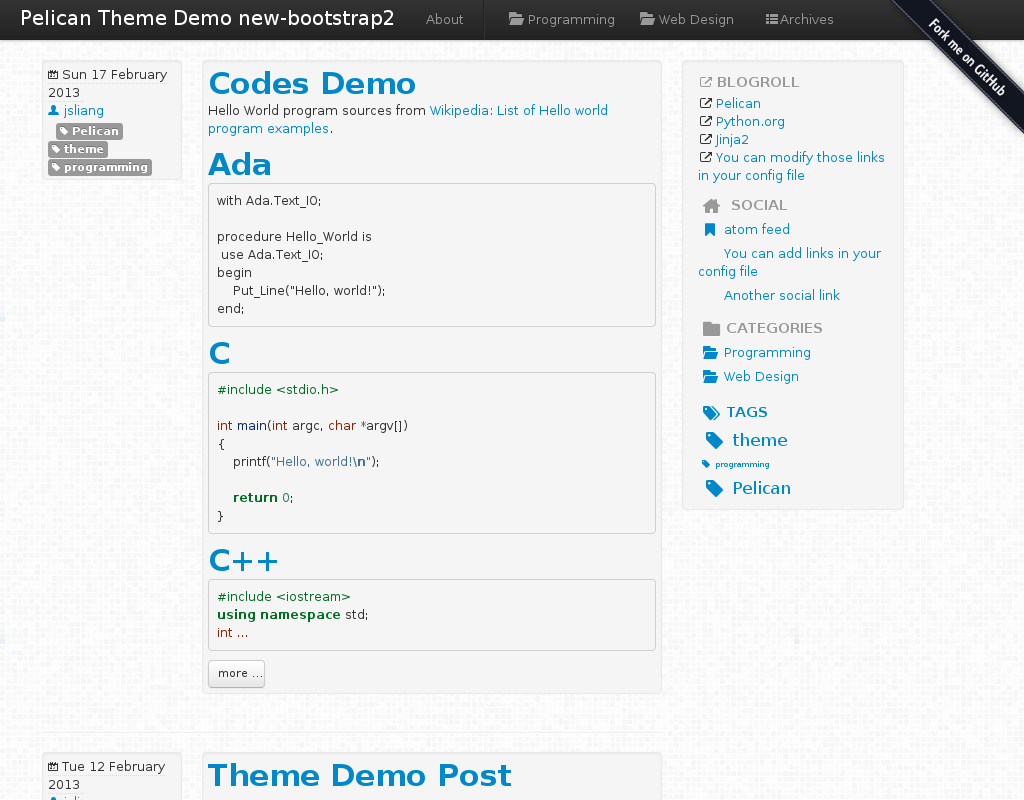 Pelican Theme Demo new-bootstrap2
About
Programming
Web Design
Archives
Fork me on GitHub
Sun 17 February
2013
jsliang
Pelican
theme
programming
Codes Demo
Hello World program sources from Wikipedia: List of Hello world
program examples.
Ada
with Ada.Text_IO;
procedure Hello_World is
use Ada.Text_IO;
begin
Put_Line("Hello, world!");
end;
C
#include <stdio.h>
int main(int argc, char *argv[])
{
printf("Hello, world!\n");
return 0;
}
C++
#include <iostream>
using namespace std;
int ...
more ...
BLOGROLL
Pelican
Python.org
Jinja2
You can modify those links
in your config file
SOCIAL
atom feed
You can add links in your
config file
Another social link
CATEGORIES
Programming
Web Design
TAGS
theme
programming
Pelican
Tue 12 February
2013
Theme Demo Post